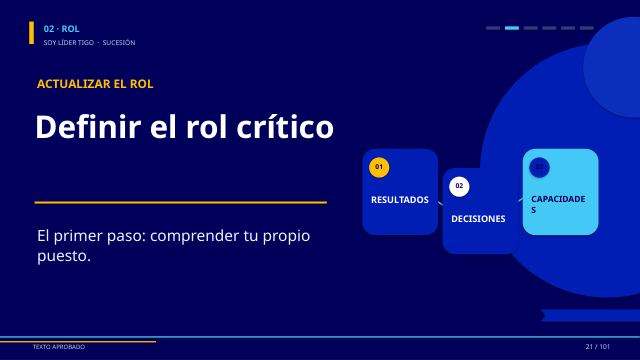 02 · ROL
SOY LÍDER TIGO · SUCESIÓN
ACTUALIZAR EL ROL
Definir el rol crítico
El primer paso: comprender tu propio
puesto.
01
RESULTADOS
02
DECISIONES
03
CAPACIDADE
S
TEXTO APROBADO
21 / 101